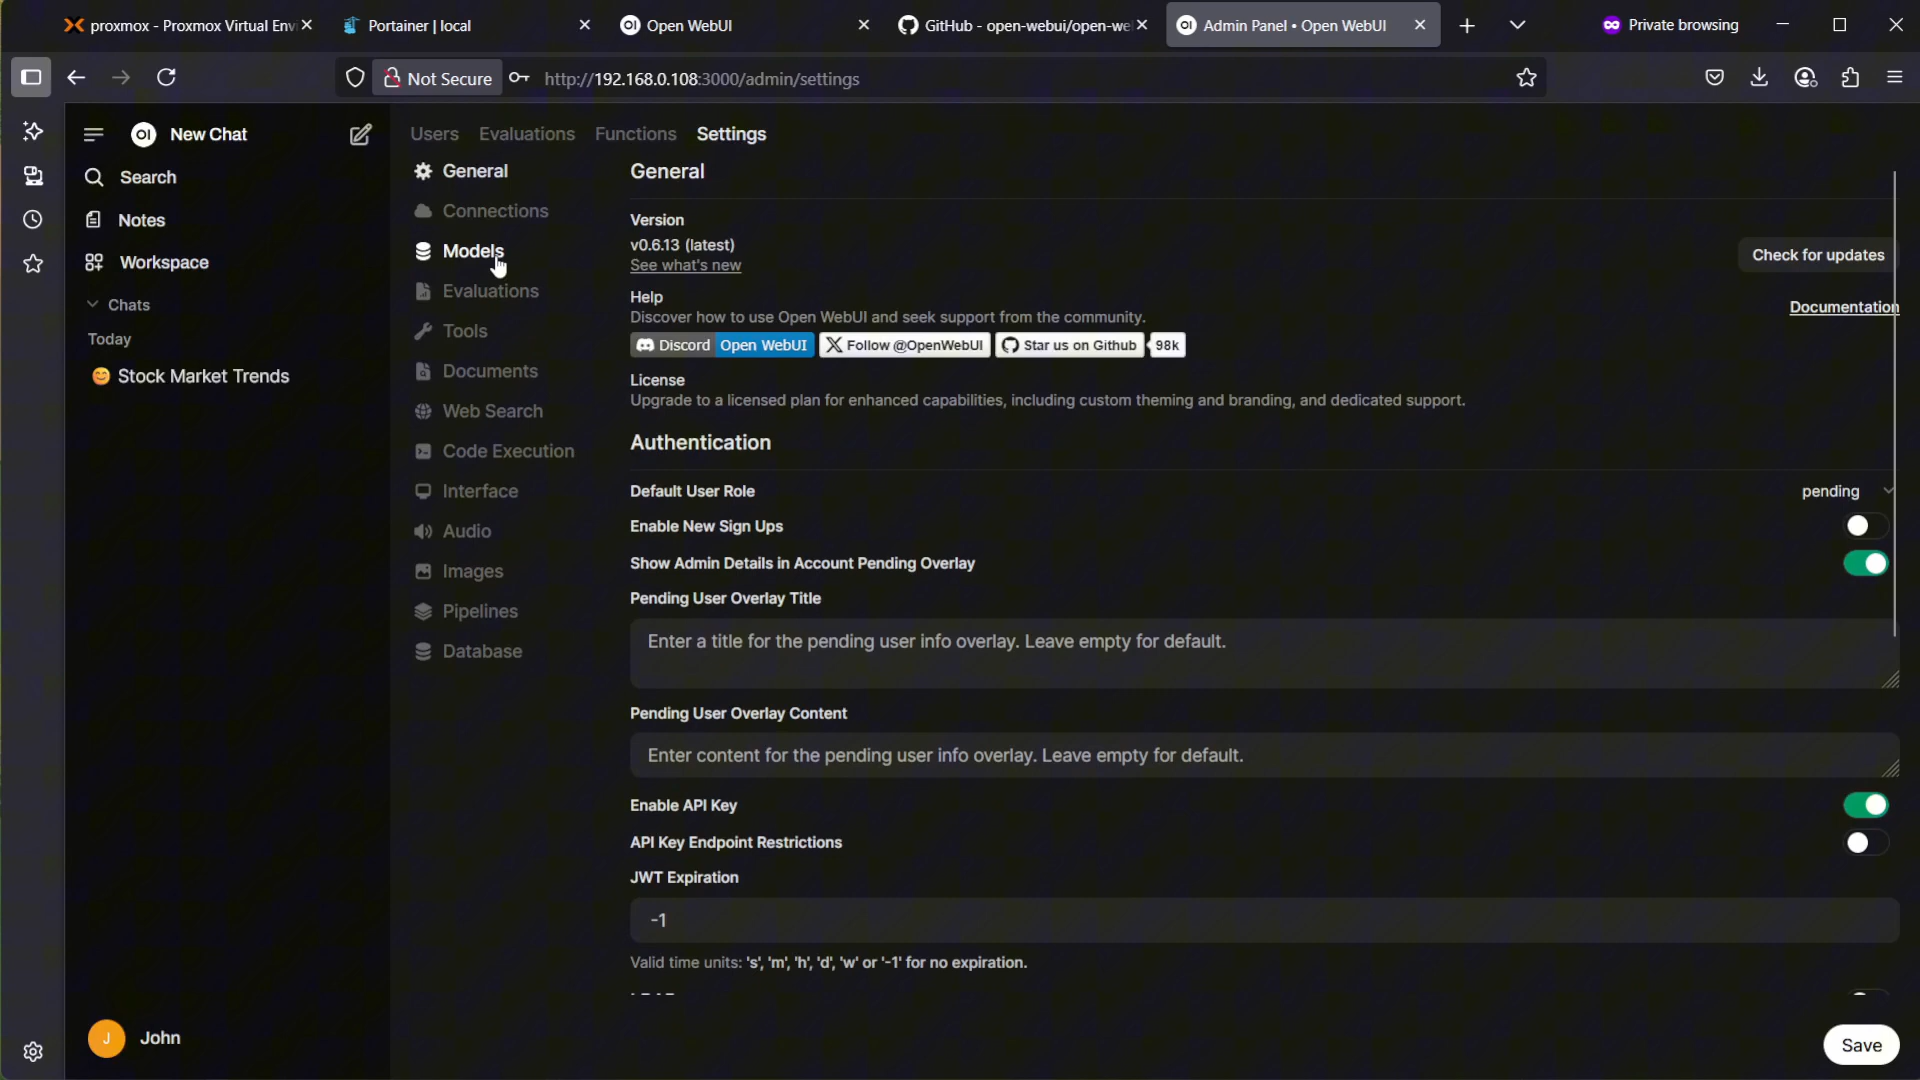 proxmox - Proxmox Virtual Envi
Portainer | local
Open WebUI
GitHub - open-webui/open-we
Admin Panel • Open WebUI
Private browsing
Not Secure
http://192.168.0.108:3000/admin/settings
OI New Chat
Search
Notes
Workspace
Chats
Today
Stock Market Trends
J John
Users Evaluations Functions Settings
General
Connections
Models
Evaluations
Tools
Documents
Web Search
Code Execution
Interface
Audio
Images
Pipelines
Database
General
Version
v0.6.13 (latest)
See what's new
Check for updates
Help
Discover how to use Open WebUI and seek support from the community.
Documentation
Discord Open WebUI Follow @OpenWebUI Star us on Github 98k
License
Upgrade to a licensed plan for enhanced capabilities, including custom theming and branding, and dedicated support.
Authentication
Default User Role pending
Enable New Sign Ups
Show Admin Details in Account Pending Overlay
Pending User Overlay Title
Enter a title for the pending user info overlay. Leave empty for default.
Pending User Overlay Content
Enter content for the pending user info overlay. Leave empty for default.
Enable API Key
API Key Endpoint Restrictions
JWT Expiration
-1
Valid time units: 's', 'm', 'h', 'd', 'w' or '-1' for no expiration.
Save